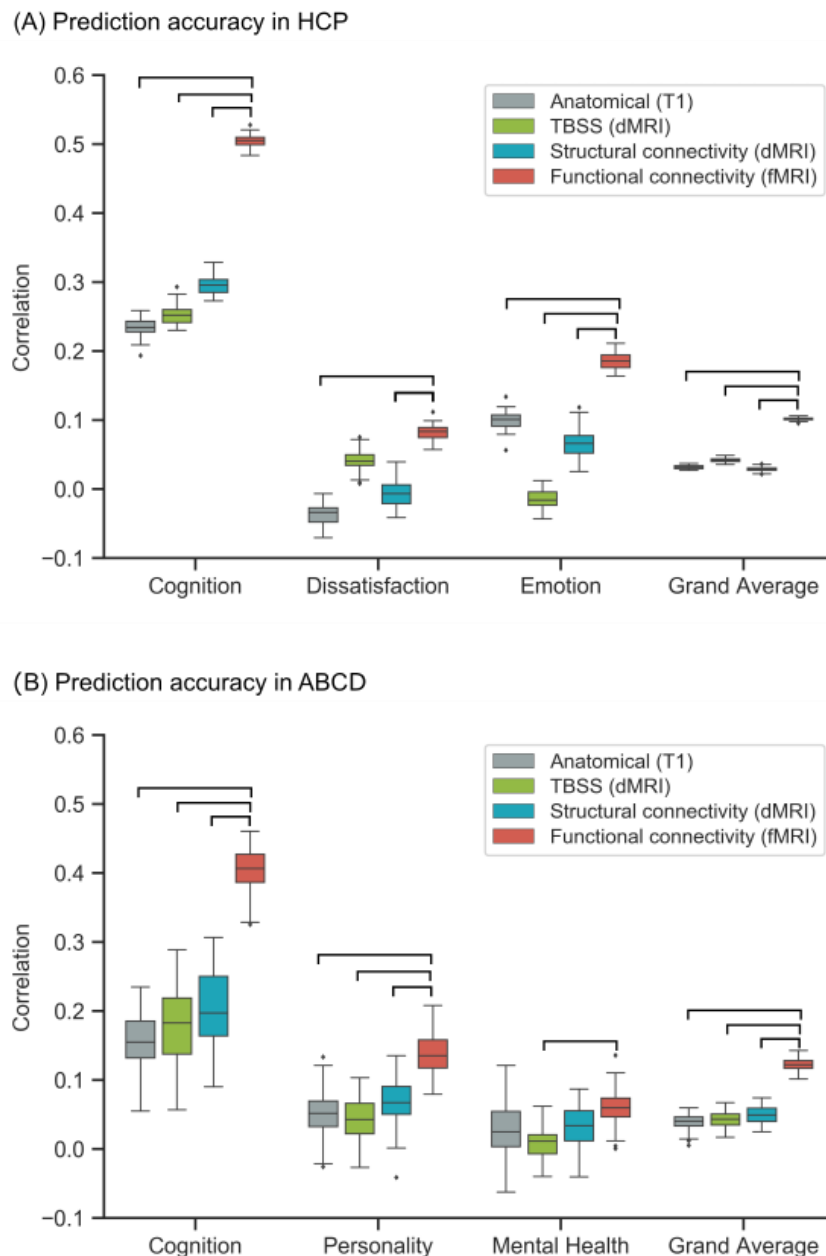 (A) Prediction accuracy in HCP
0.6
0.5
0.4
0.3
0.2
0.1
0.0
−0.1
Correlation
Anatomical (T1)
TBSS (dMRI)
Structural connectivity (dMRI)
Functional connectivity (fMRI)
Cognition Dissatisfaction Emotion Grand Average
(B) Prediction accuracy in ABCD
0.6
0.5
0.4
0.3
0.2
0.1
0.0
−0.1
Correlation
Anatomical (T1)
TBSS (dMRI)
Structural connectivity (dMRI)
Functional connectivity (fMRI)
Cognition Personality Mental Health Grand Average